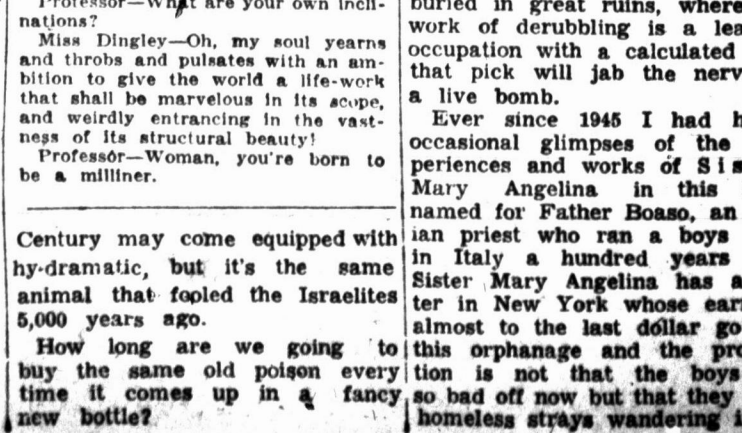 Professor—What are your own incli-
nations?
Miss Dingley—Oh, my soul yearns
and throbs and pulsates with an am-
bition to give the world a life-work
that shall be marvelous in its scope,
and weirdly entrancing in the vast-
ness of its structural beauty!
Professor—Woman, you're born to
be a milliner.
Century may come equipped with
hy-dramatic, but it's the same
animal that fooled the Israelites
5,000 years ago.
How long are we going to
buy the same old poison every
time it comes up in a fancy
new bottle?
buried in great ruins, where
work of derubbling is a
occupation with a calculated
that pick will jab the
a live bomb.
Ever since 1945 I had
occasional glimpses of the
periences and works of
Mary Angelina in this
named for Father Boaso, an
ian priest who ran a boys
in Italy a hundred years
Sister Mary Angelina has
ter in New York whose
almost to the last dollar
this orphanage and the
tion is not that the boys
so bad off now but that they
homeless strays wandering